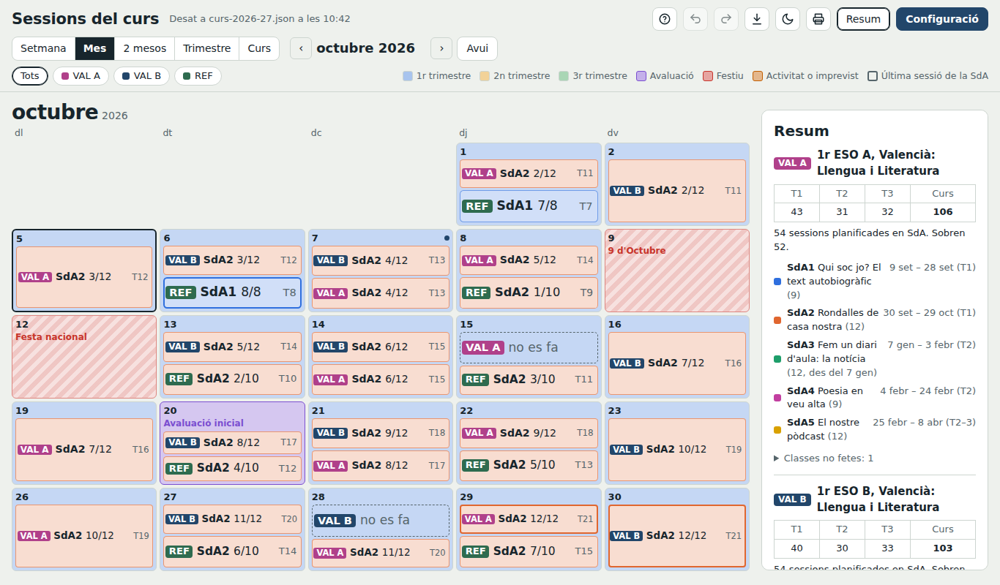 Sessions del curs Desat a curs-2026-27.json a les 10:42 Resum Configuració
Setmana Mes 2 mesos Trimestre Curs ‹ octubre 2026 › Avui
Tots VAL A VAL B REF 1r trimestre 2n trimestre 3r trimestre Avaluació Festiu Activitat o imprevist Última sessió de la SdA
octubre 2026
dl dt dc dj dv
1
VAL A SdA2 2/12 T11
REF SdA1 7/8 T7
2
VAL B SdA2 2/12 T11
5
VAL A SdA2 3/12 T12
6
VAL B SdA2 3/12 T12
REF SdA1 8/8 T8
7
VAL B SdA2 4/12 T13
VAL A SdA2 4/12 T13
8
VAL A SdA2 5/12 T14
REF SdA2 1/10 T9
9
9 d'Octubre
12
Festa nacional
13
VAL B SdA2 5/12 T14
REF SdA2 2/10 T10
14
VAL B SdA2 6/12 T15
VAL A SdA2 6/12 T15
15
VAL A no es fa
REF SdA2 3/10 T11
16
VAL B SdA2 7/12 T16
19
VAL A SdA2 7/12 T16
20
Avaluació inicial
VAL B SdA2 8/12 T17
REF SdA2 4/10 T12
21
VAL B SdA2 9/12 T18
VAL A SdA2 8/12 T17
22
VAL A SdA2 9/12 T18
REF SdA2 5/10 T13
23
VAL B SdA2 10/12 T19
26
VAL A SdA2 10/12 T19
27
VAL B SdA2 11/12 T20
REF SdA2 6/10 T14
28
VAL B no es fa
VAL A SdA2 11/12 T20
29
VAL A SdA2 12/12 T21
REF SdA2 7/10 T15
30
VAL B SdA2 12/12 T21
Resum
VAL A 1r ESO A, Valencià:
Llengua i Literatura
T1 T2 T3 Curs
43 31 32 106
54 sessions planificades en SdA. Sobren
52.
SdA1 Qui soc jo? El 9 set – 28 set (T1)
text autobiogràfic
(9)
SdA2 Rondalles de 30 set – 29 oct (T1)
casa nostra (12)
SdA3 Fem un diari 7 gen – 3 febr (T2)
d'aula: la notícia
(12, des del 7 gen)
SdA4 Poesia en 4 febr – 24 febr (T2)
veu alta (9)
SdA5 El nostre 25 febr – 8 abr (T2–3)
pòdcast (12)
Classes no fetes: 1
VAL B 1r ESO B, Valencià:
Llengua i Literatura
T1 T2 T3 Curs
40 30 33 103
54 sessions planificades en SdA. Sobren